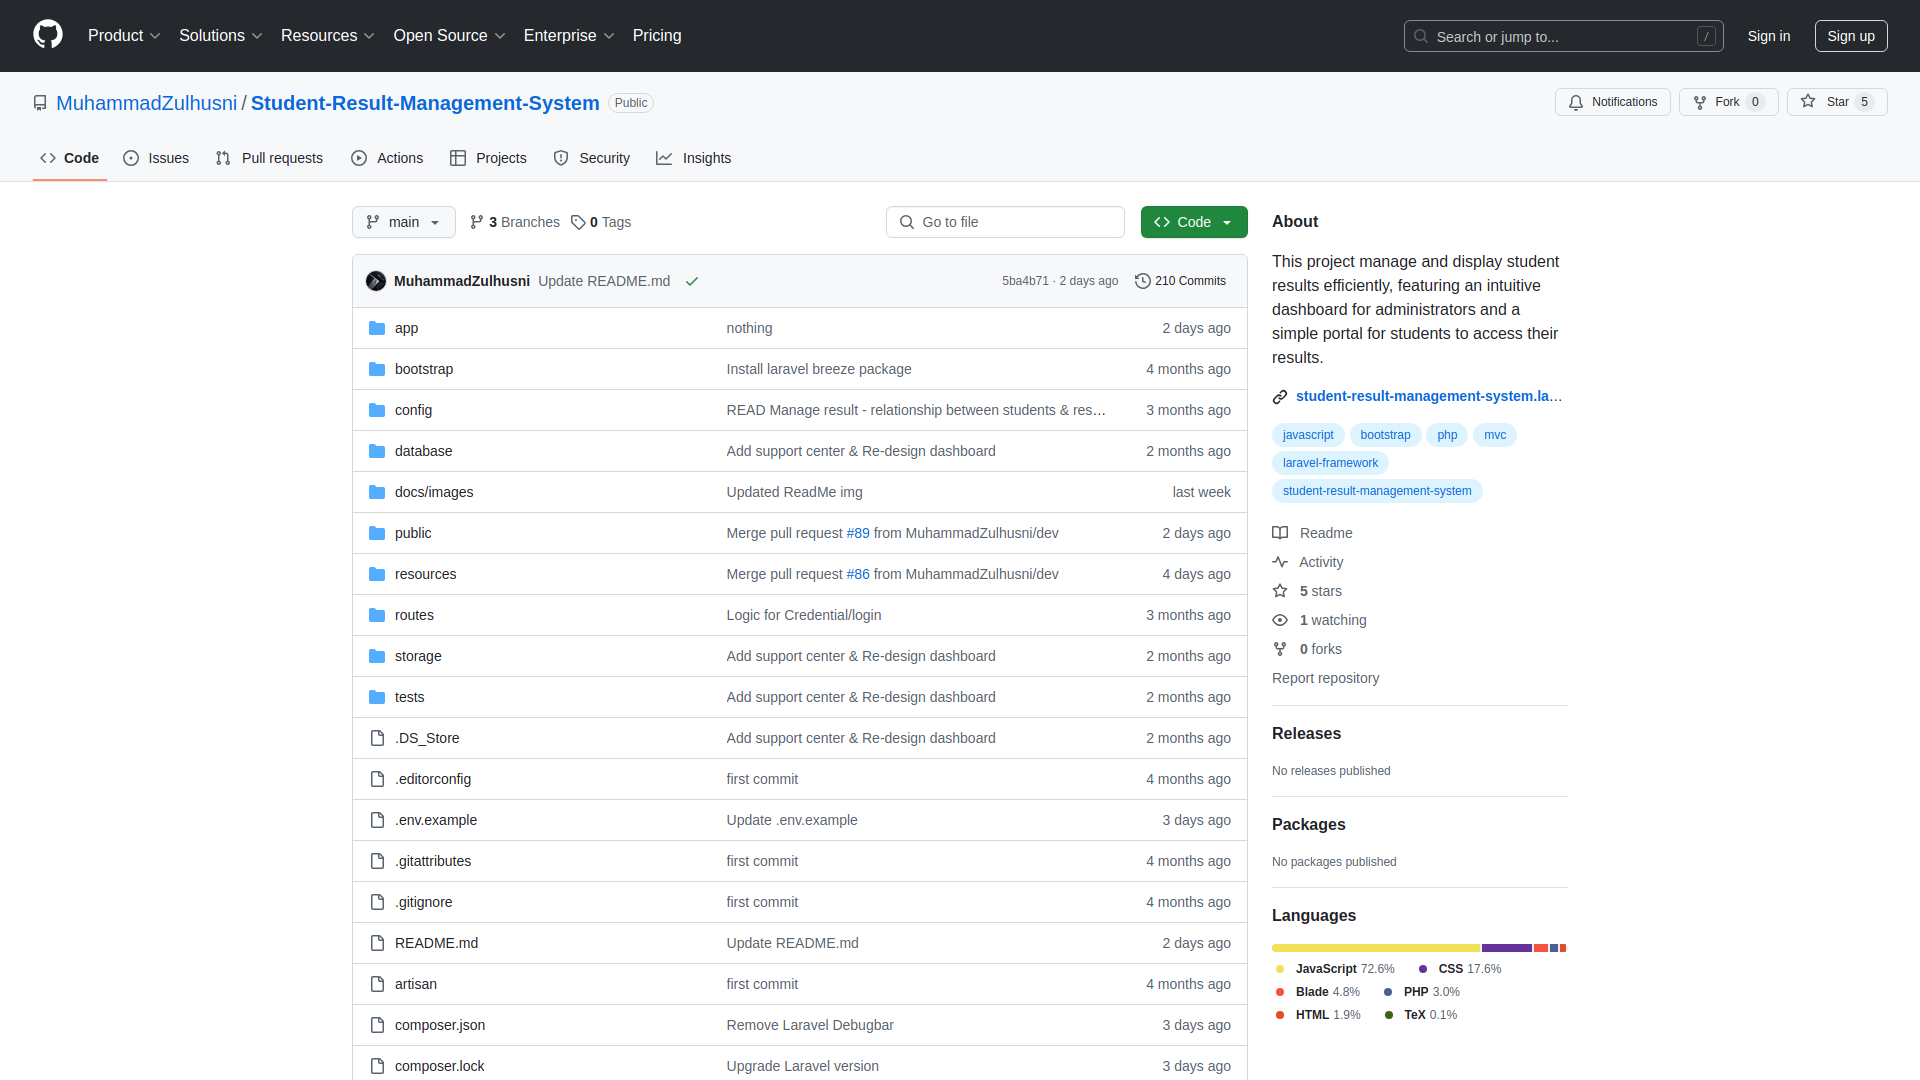 Product Solutions Resources Open Source Enterprise Pricing Search or jump to... / Sign in Sign up
MuhammadZulhusni / Student-Result-Management-System Public Notifications Fork 0 Star 5
Code Issues Pull requests Actions Projects Security Insights
main 3 Branches 0 Tags Go to file Code
MuhammadZulhusni Update README.md 5ba4b71 · 2 days ago 210 Commits
app nothing 2 days ago
bootstrap Install laravel breeze package 4 months ago
config READ Manage result - relationship between students & res… 3 months ago
database Add support center & Re-design dashboard 2 months ago
docs/images Updated ReadMe img last week
public Merge pull request #89 from MuhammadZulhusni/dev 2 days ago
resources Merge pull request #86 from MuhammadZulhusni/dev 4 days ago
routes Logic for Credential/login 3 months ago
storage Add support center & Re-design dashboard 2 months ago
tests Add support center & Re-design dashboard 2 months ago
.DS_Store Add support center & Re-design dashboard 2 months ago
.editorconfig first commit 4 months ago
.env.example Update .env.example 3 days ago
.gitattributes first commit 4 months ago
.gitignore first commit 4 months ago
README.md Update README.md 2 days ago
artisan first commit 4 months ago
composer.json Remove Laravel Debugbar 3 days ago
composer.lock Upgrade Laravel version 3 days ago
About
This project manage and display student
results efficiently, featuring an intuitive
dashboard for administrators and a
simple portal for students to access their
results.
student-result-management-system.la…
javascript bootstrap php mvc
laravel-framework
student-result-management-system
Readme
Activity
5 stars
1 watching
0 forks
Report repository
Releases
No releases published
Packages
No packages published
Languages
JavaScript 72.6% CSS 17.6%
Blade 4.8% PHP 3.0%
HTML 1.9% TeX 0.1%